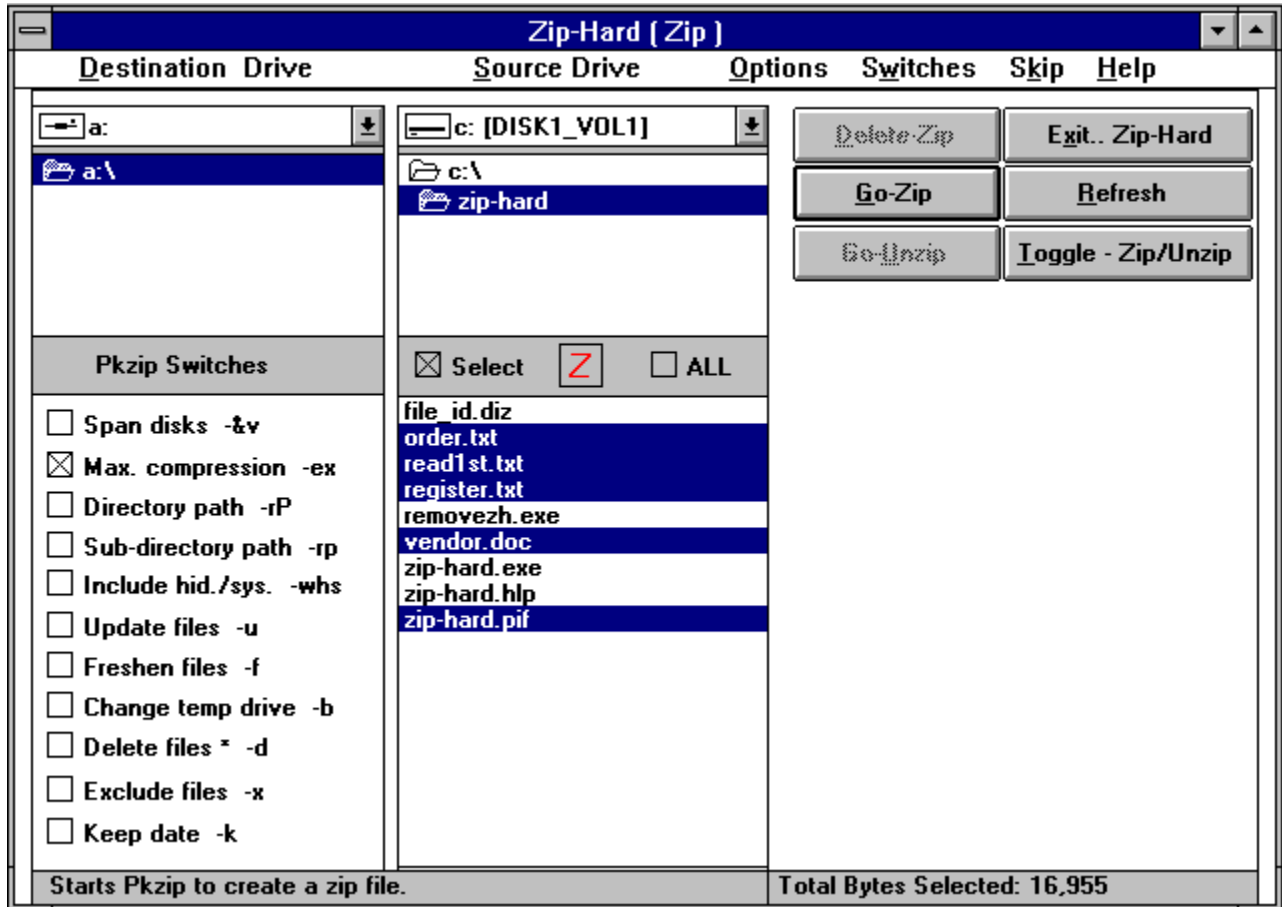 Zip-Hard ( Zip )
Destination Drive Source Drive Options Switches Skip Help
a:
a:\
c: [DISK1_VOL1]
c:\
zip-hard
Delete-Zip
Exit.. Zip-Hard
Go-Zip
Refresh
Go-Unzip
Toggle - Zip/Unzip
Pkzip Switches
Span disks -&v
Max. compression -ex
Directory path -rP
Sub-directory path -rp
Include hid./sys. -whs
Update files -u
Freshen files -f
Change temp drive -b
Delete files * -d
Exclude files -x
Keep date -k
Select Z ALL
file_id.diz
order.txt
read1st.txt
register.txt
removezh.exe
vendor.doc
zip-hard.exe
zip-hard.hlp
zip-hard.pif
Starts Pkzip to create a zip file.
Total Bytes Selected: 16,955